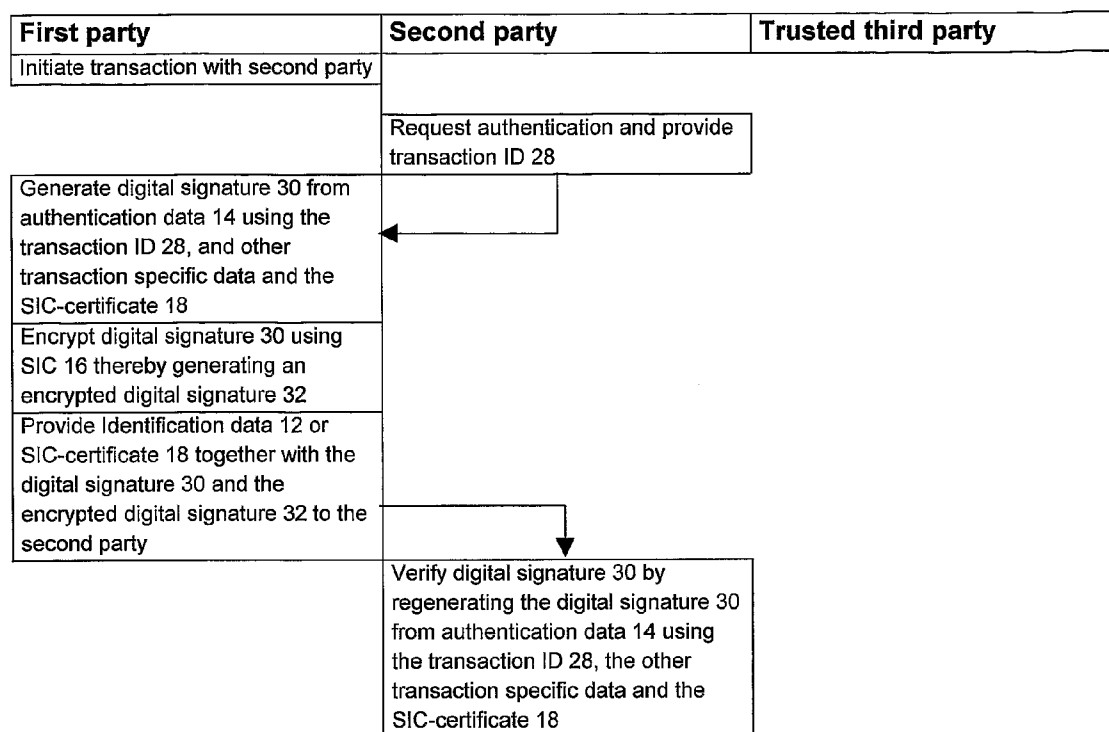 First party
Second party
Trusted third party
Initiate transaction with second party
Request authentication and provide
transaction ID 28
Generate digital signature 30 from
authentication data 14 using the
transaction ID 28, and other
transaction specific data and the
SIC-certificate 18
Encrypt digital signature 30 using
SIC 16 thereby generating an
encrypted digital signature 32
Provide Identification data 12 or
SIC-certificate 18 together with the
digital signature 30 and the
encrypted digital signature 32 to the
second party
Verify digital signature 30 by
regenerating the digital signature 30
from authentication data 14 using
the transaction ID 28, the other
transaction specific data and the
SIC-certificate 18